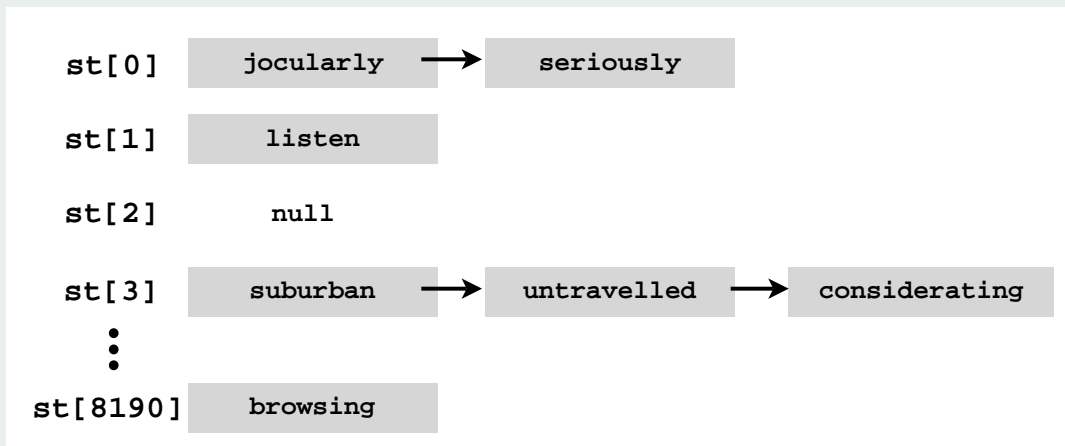 st[0] jocularly seriously
st[1] listen
st[2] null
st[3] suburban untravelled considerating
st[8190] browsing